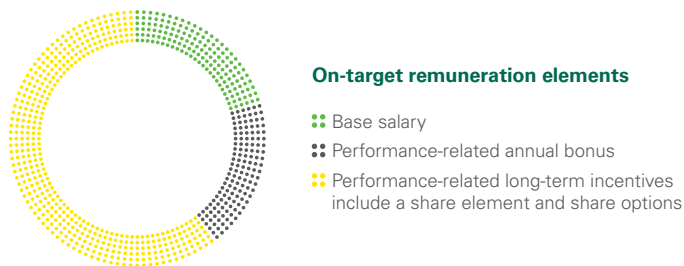 On-target remuneration elements
Base salary
Performance-related annual bonus
Performance-related long-term incentives
include a share element and share options